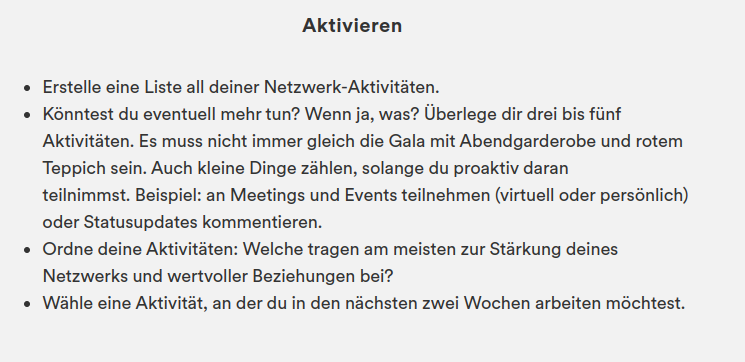 Aktivieren
• Erstelle eine Liste all deiner Netzwerk-Aktivitäten.
• Könntest du eventuell mehr tun? Wenn ja, was? Überlege dir drei bis fünf
Aktivitäten. Es muss nicht immer gleich die Gala mit Abendgarderobe und rotem
Teppich sein. Auch kleine Dinge zählen, solange du proaktiv daran
teilnimmst. Beispiel: an Meetings und Events teilnehmen (virtuell oder persönlich)
oder Statusupdates kommentieren.
• Ordne deine Aktivitäten: Welche tragen am meisten zur Stärkung deines
Netzwerks und wertvoller Beziehungen bei?
• Wähle eine Aktivität, an der du in den nächsten zwei Wochen arbeiten möchtest.